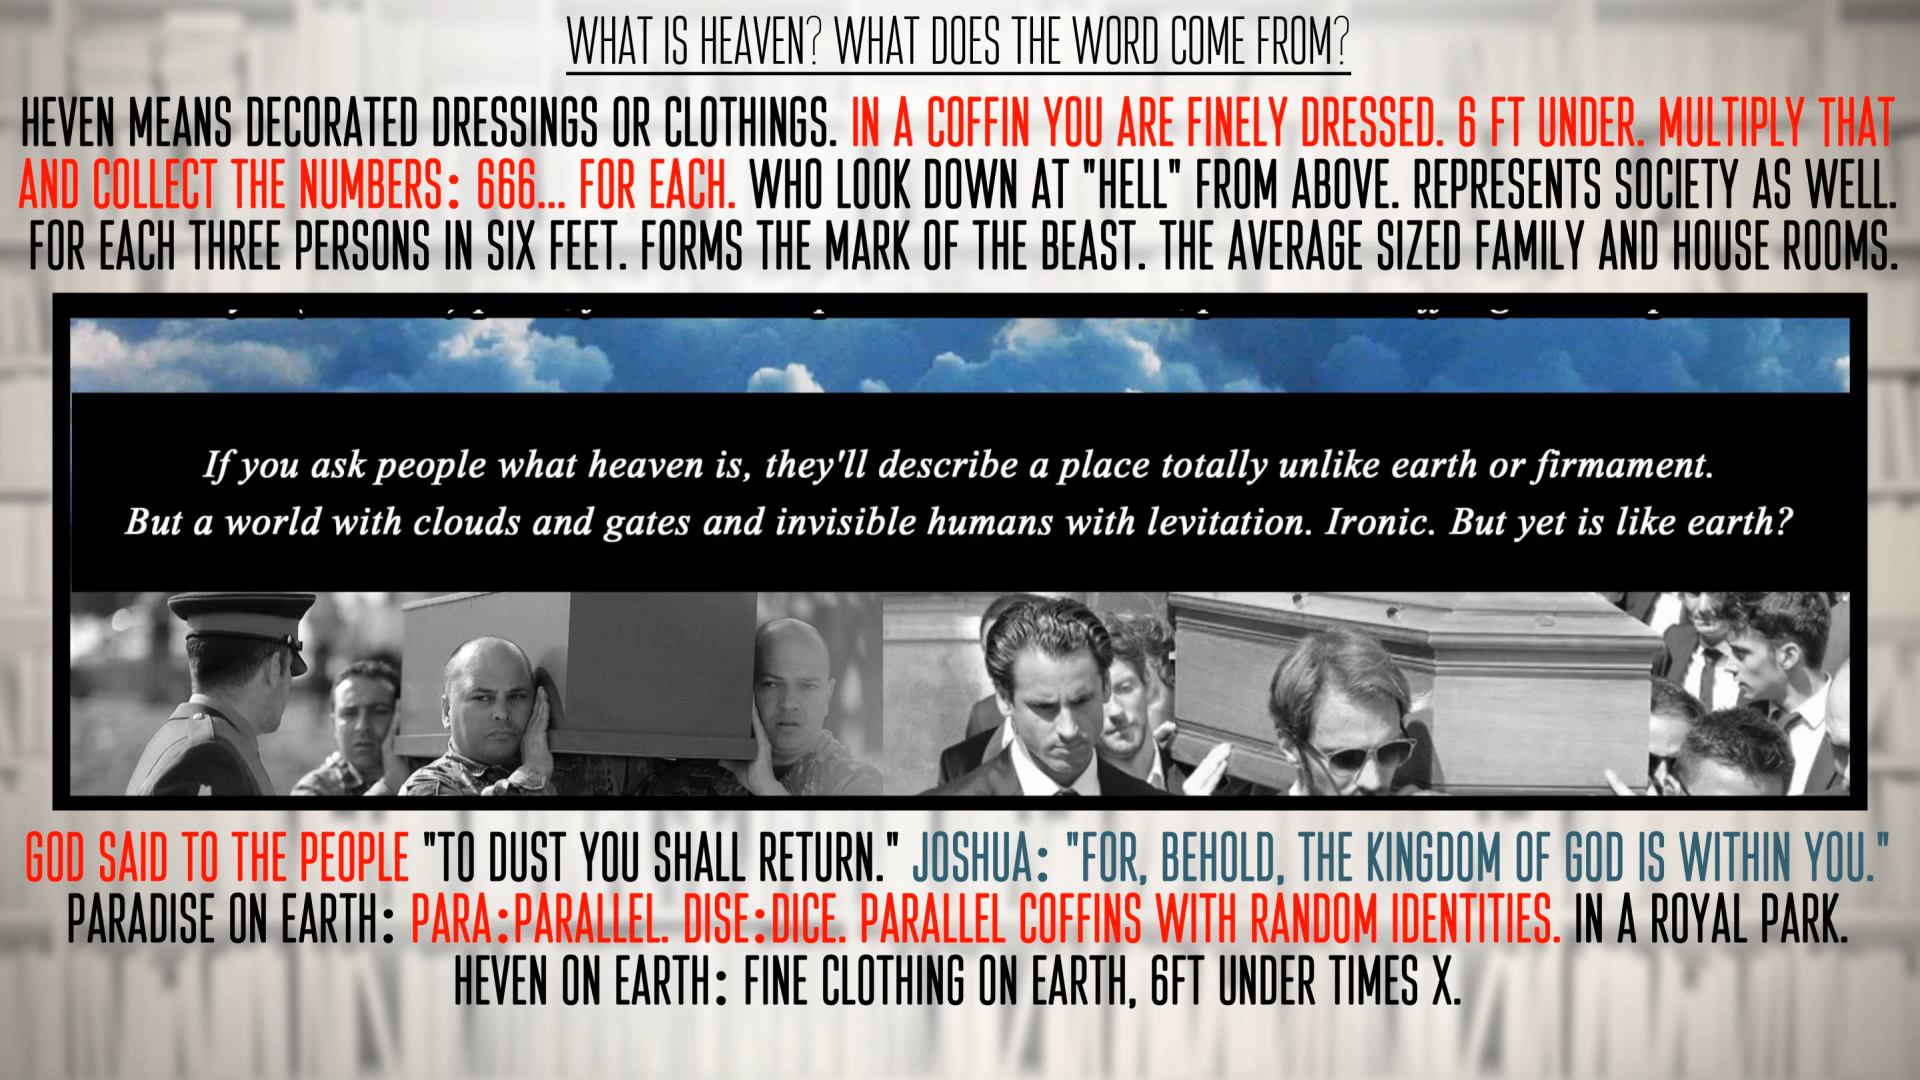 WHAT IS HEAVEN? WHAT DOES THE WORD COME FROM?
HEVEN MEANS DECORATED DRESSINGS OR CLOTHINGS. IN A COFFIN YOU ARE FINELY DRESSED. 6 FT UNDER. MULTIPLY THAT
AND COLLECT THE NUMBERS: 666... FOR EACH. WHO LOOK DOWN AT "HELL" FROM ABOVE. REPRESENTS SOCIETY AS WELL.
FOR EACH THREE PERSONS IN SIX FEET. FORMS THE MARK OF THE BEAST. THE AVERAGE SIZED FAMILY AND HOUSE ROOMS.
If you ask people what heaven is, they'll describe a place totally unlike earth or firmament.
But a world with clouds and gates and invisible humans with levitation. Ironic. But yet is like earth?
GOD SAID TO THE PEOPLE "TO DUST YOU SHALL RETURN." JOSHUA: "FOR, BEHOLD, THE KINGDOM OF GOD IS WITHIN YOU."
PARADISE ON EARTH: PARA:PARALLEL. DISE:DICE. PARALLEL COFFINS WITH RANDOM IDENTITIES. IN A ROYAL PARK.
HEVEN ON EARTH: FINE CLOTHING ON EARTH, 6FT UNDER TIMES X.